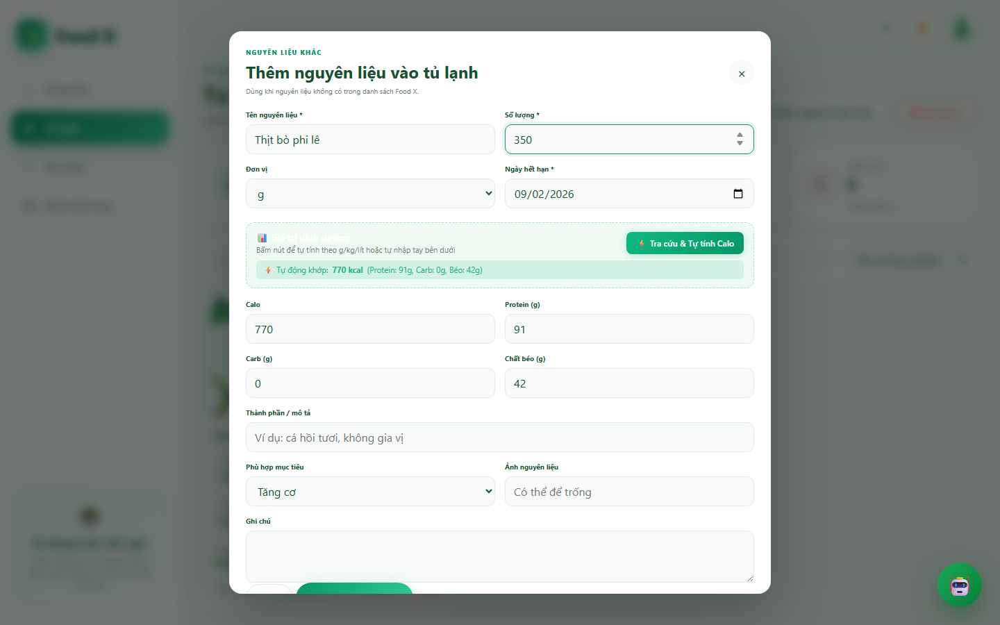 NGUYÊN LIỆU KHÁC
Thêm nguyên liệu vào tủ lạnh
×
Dùng khi nguyên liệu không có trong danh sách Food X.
Tên nguyên liệu *
Số lượng *
Thịt bò phi lê
350
Đơn vị
Ngày hết hạn *
g
09/02/2026
Giá trị dinh dưỡng
Bấm nút để tự tính theo g/kg/lít hoặc tự nhập tay bên dưới
Tra cứu & Tự tính Calo
Tự động khớp: 770 kcal (Protein: 91g, Carb: 0g, Béo: 42g)
Calo
Protein (g)
770
91
Carb (g)
Chất béo (g)
0
42
Thành phần / mô tả
Ví dụ: cá hồi tươi, không gia vị
Phù hợp mục tiêu
Ảnh nguyên liệu
Tăng cơ
Có thể để trống
Ghi chú
Food X